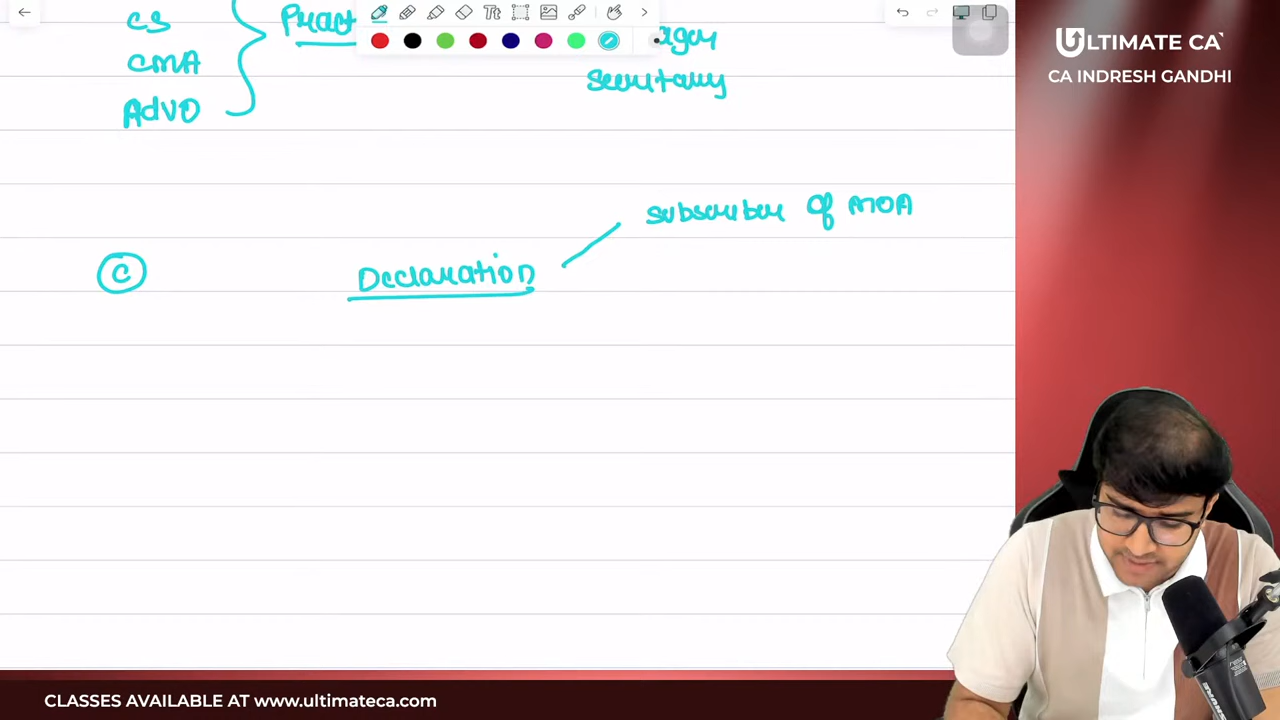 CS
Pract
CMA
Secretary
AdVO
ULTIMATE CA
CA INDRESH GANDHI
Subscriber of MOA
C
Declaration
Tt
CLASSES AVAILABLE AT www.ultimateca.com